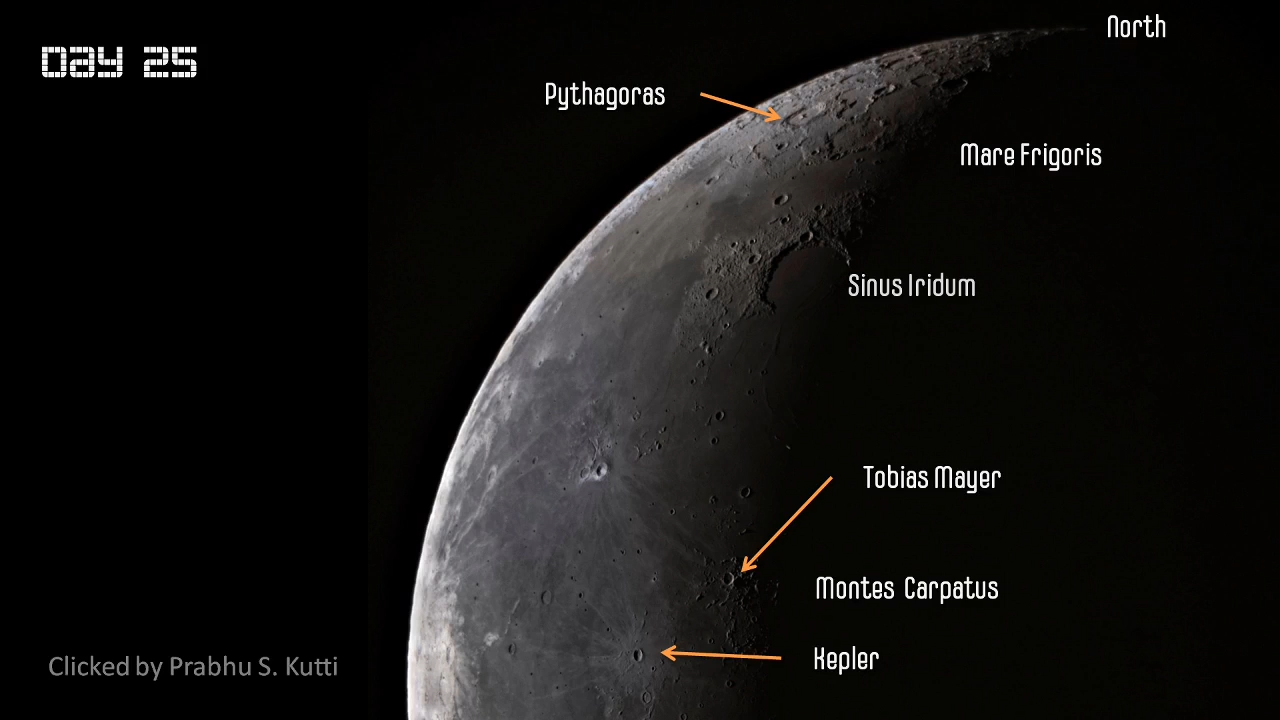 North
Day 25
Pythagoras
Mare Frigoris
Sinus Iridum
Tobias Mayer
Montes Carpatus
Kepler
Clicked by Prabhu S. Kutti